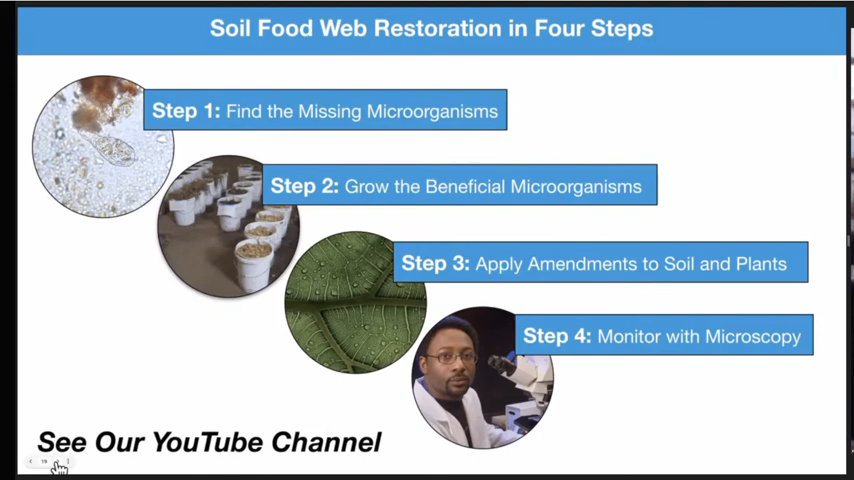 Soil Food Web Restoration in Four Steps
Step 1: Find the Missing Microorganisms
Step 2: Grow the Beneficial Microorganisms
Step 3: Apply Amendments to Soil and Plants
Step 4: Monitor with Microscopy
See Our YouTube Channel
19